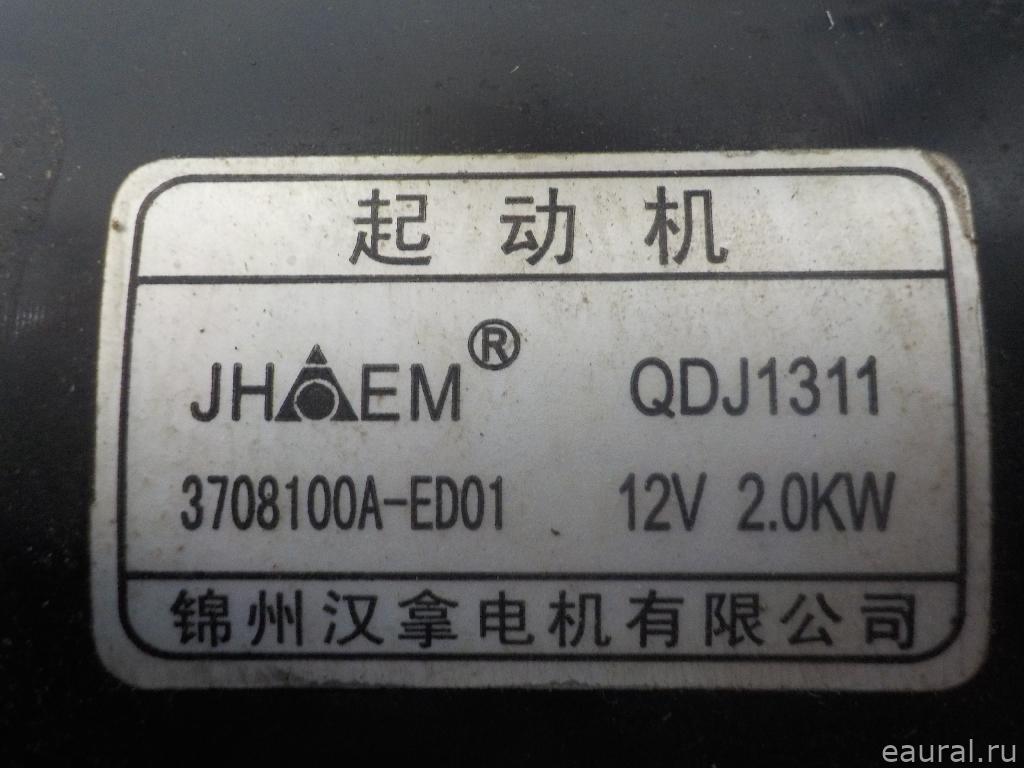 起动机
JHAEM® QDJ1311
3708100A-ED01 12V 2.0KW
锦州汉拿电机有限公司
eaural.ru